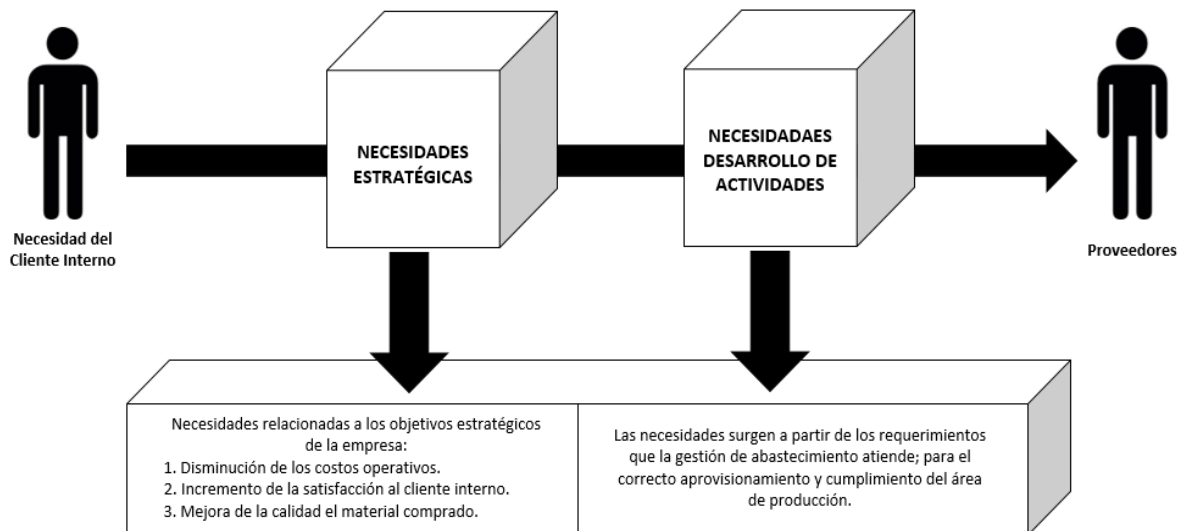 NECESIDADES
ESTRATÉGICAS
NECESIDADAES
DESARROLLO DE
ACTIVIDADES
Necesidad del
Cliente Interno
Proveedores
Necesidades relacionadas a los objetivos estratégicos
de la empresa:
1. Disminución de los costos operativos.
2. Incremento de la satisfacción al cliente interno.
3. Mejora de la calidad el material comprado.
Las necesidades surgen a partir de los requerimientos
que la gestión de abastecimiento atiende; para el
correcto aprovisionamiento y cumplimiento del área
de producción.